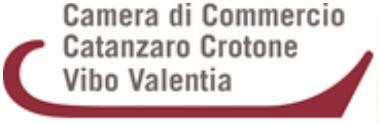 Camera di Commercio
Catanzaro Crotone
Vibo Valentia